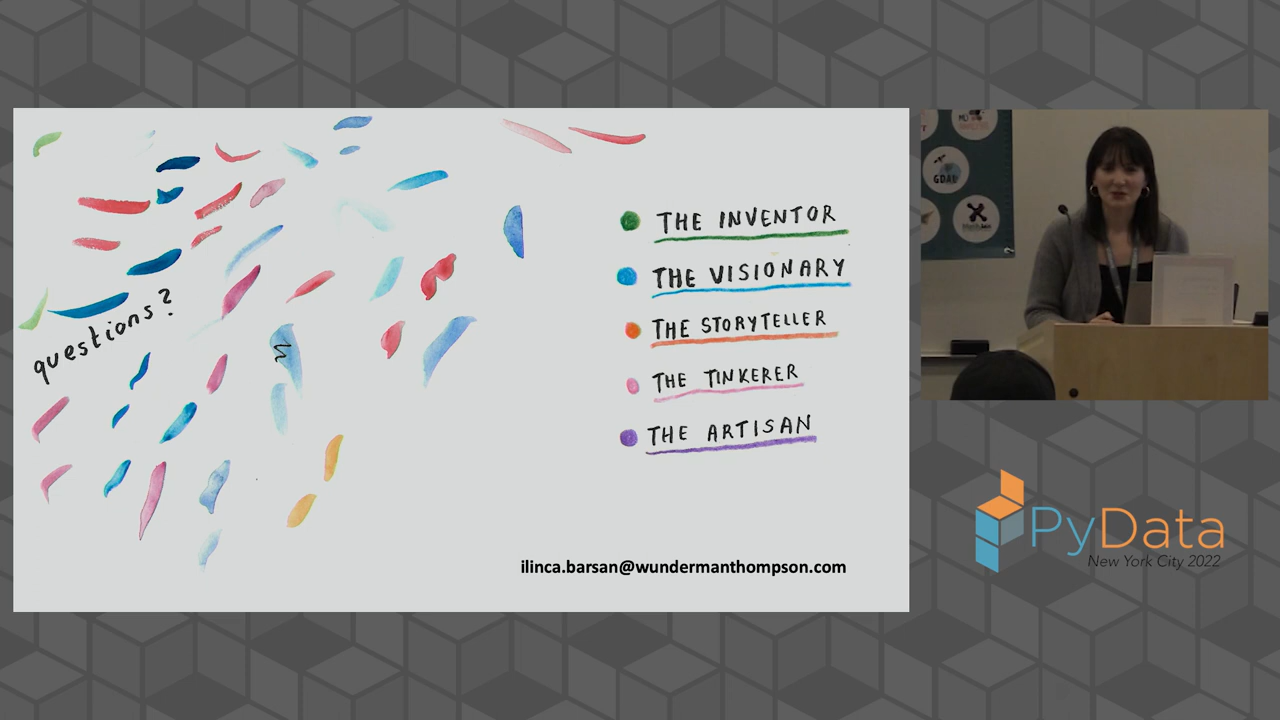 questions?
THE INVENTOR
THE VISIONARY
THE STORYTELLER
THE TINKERER
THE ARTISAN
ilinca.barsan@wundermanthompson.com
GDAL
PyData
New York City 2022